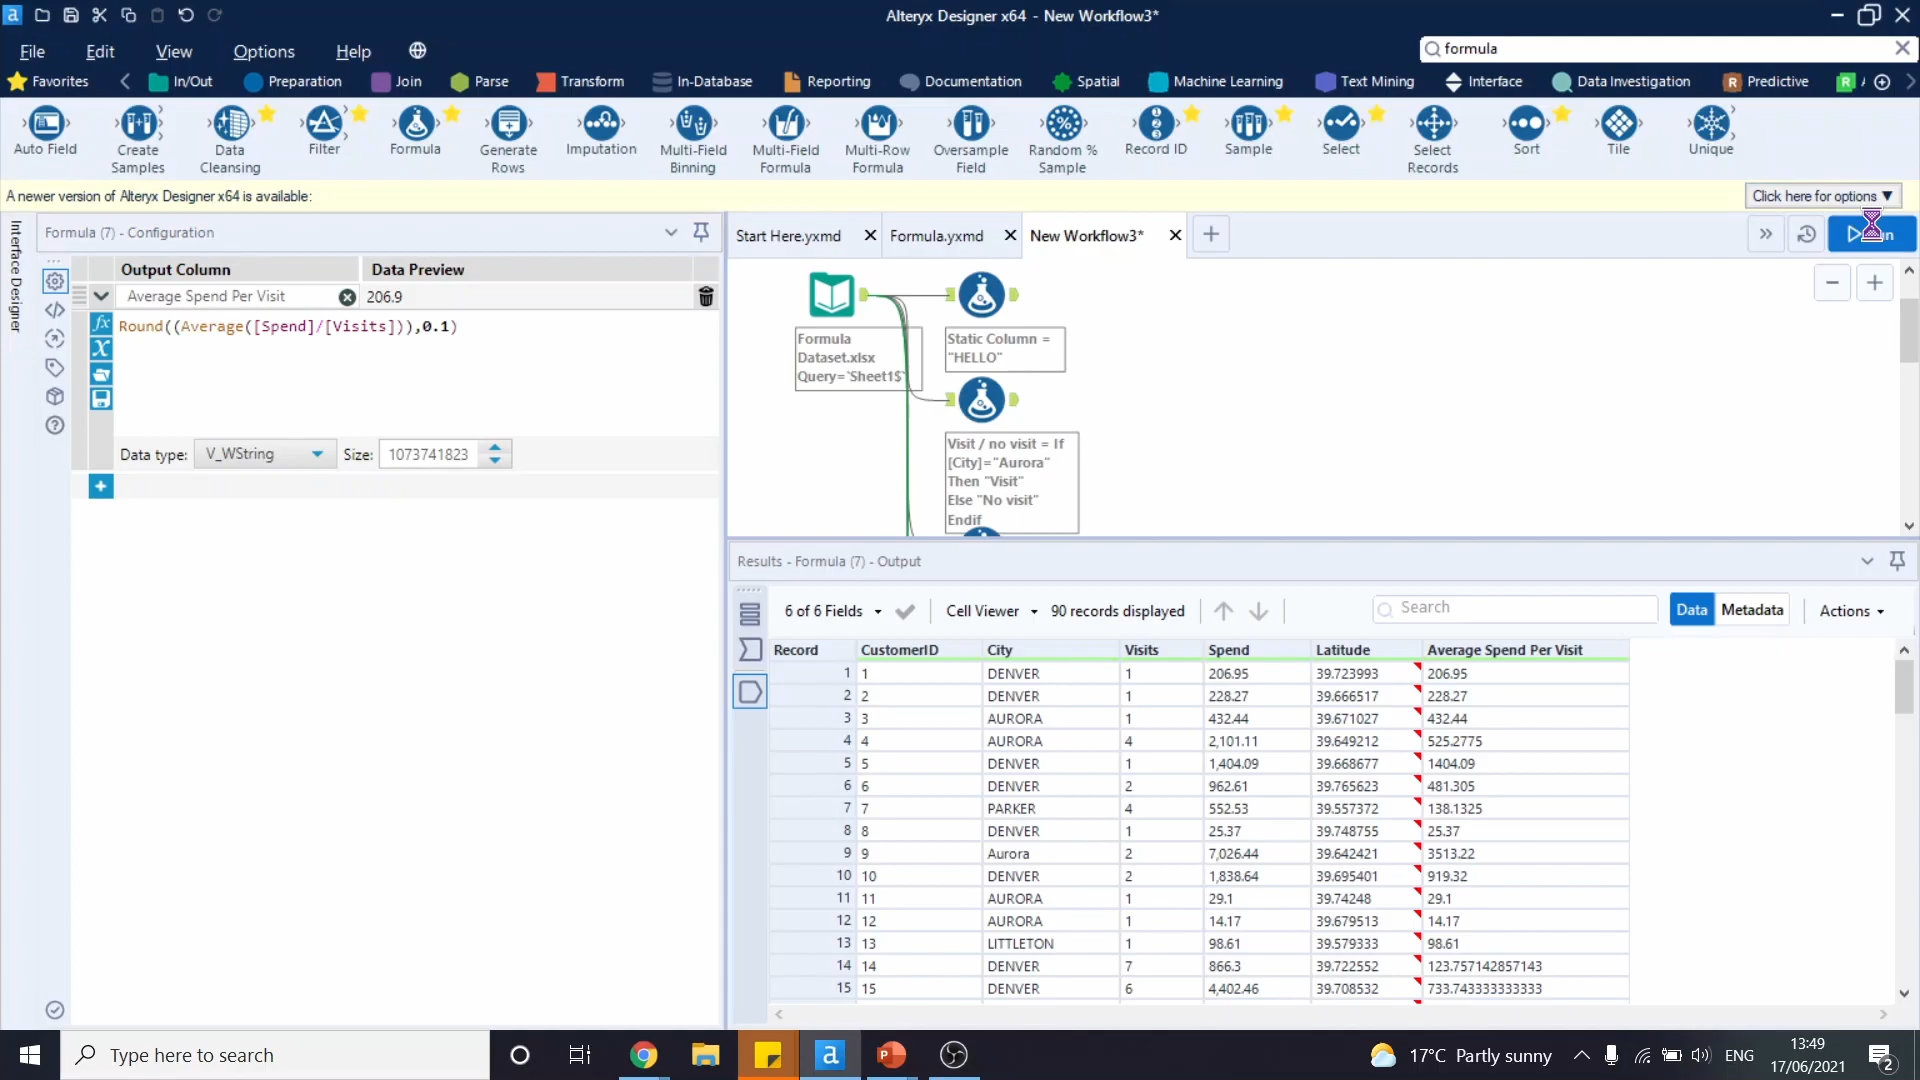 Alteryx Designer x64 - New Workflow3*
File Edit View Options Help
formula
Favorites In/Out Preparation Join Parse Transform In-Database Reporting Documentation Spatial Machine Learning Text Mining Interface Data Investigation Predictive
Auto Field
Create Samples
Data Cleansing
Filter
Formula
Generate Rows
Imputation
Multi-Field Binning
Multi-Field Formula
Multi-Row Formula
Oversample Field
Random % Sample
Record ID
Sample
Select
Select Records
Sort
Tile
Unique
A newer version of Alteryx Designer x64 is available:
Click here for options ▼
Interface Designer
Formula (7) - Configuration
Output Column Data Preview
Average Spend Per Visit 206.9
Round((Average([Spend]/[Visits])),0.1)
Data type: V_WString Size: 1073741823
Start Here.yxmd Formula.yxmd New Workflow3*
Formula
Dataset.xlsx
Query=`Sheet1$`
Static Column =
"HELLO"
Visit / no visit = If
[City]="Aurora"
Then "Visit"
Else "No visit"
Endif
Results - Formula (7) - Output
6 of 6 Fields Cell Viewer 90 records displayed Search Data Metadata Actions
Record CustomerID City Visits Spend Latitude Average Spend Per Visit
1 1 DENVER 1 206.95 39.723993 206.95
2 2 DENVER 1 228.27 39.666517 228.27
3 3 AURORA 1 432.44 39.671027 432.44
4 4 AURORA 4 2,101.11 39.649212 525.2775
5 5 DENVER 1 1,404.09 39.668677 1404.09
6 6 DENVER 2 962.61 39.765623 481.305
7 7 PARKER 4 552.53 39.557372 138.1325
8 8 DENVER 1 25.37 39.748755 25.37
9 9 Aurora 2 7,026.44 39.642421 3513.22
10 10 DENVER 2 1,838.64 39.695401 919.32
11 11 AURORA 1 29.1 39.74248 29.1
12 12 AURORA 1 14.17 39.679513 14.17
13 13 LITTLETON 1 98.61 39.579333 98.61
14 14 DENVER 7 866.3 39.722552 123.757142857143
15 15 DENVER 6 4,402.46 39.708532 733.743333333333
Type here to search
17°C Partly sunny
ENG
13:49
17/06/2021
2